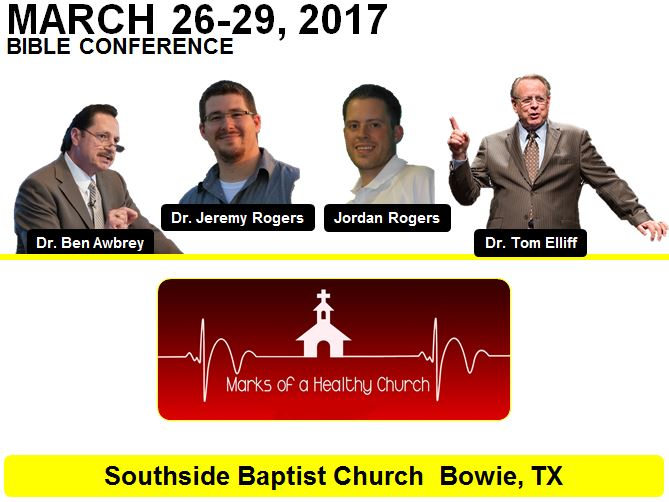 MARCH 26-29, 2017
BIBLE CONFERENCE
Dr. Ben Awbrey
Dr. Jeremy Rogers
Jordan Rogers
Dr. Tom Elliff
Marks of a Healthy Church
Southside Baptist Church Bowie, TX